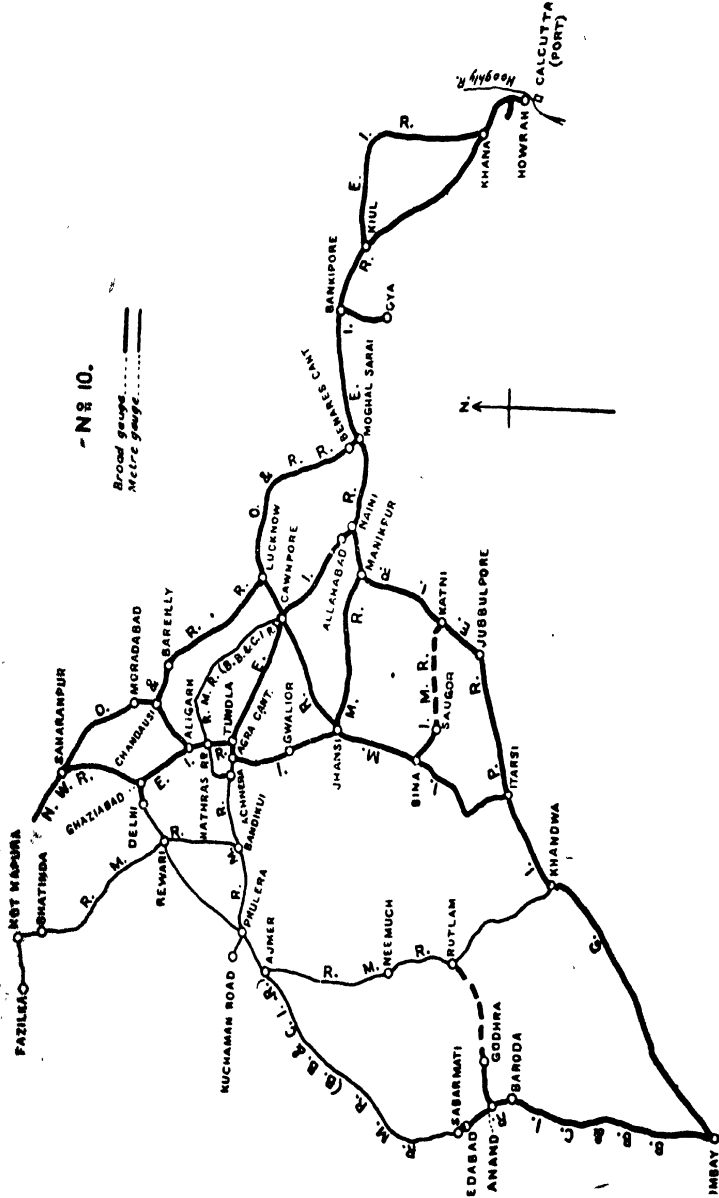 - No 10.
Broad gauge.....
Metre gauge.....
N.
KOT KAPURA
BHATINDA
FAZILKA
N. W. R.
SAHARANPUR
O. & R. R.
MORADABAD
CHANDAUSI
BAREILLY
GHAZIABAD
DELHI
REWARI
R. M. R.
E. I. R.
ALIGARH
HATHRAS RD
R. M. R. (B.B.& C.I R.)
TUNDLA
AGRA CANT.
ACHNERA
BANDIKUI
R. M. R.
PHULERA
KUCHAMAN ROAD
AJMER
R. M. R. (B. B. & C. I. R.)
LUCKNOW
CAWNPORE
O. & R. R.
BENARES CANT
MOGHAL SARAI
ALLAHABAD
NAINI
MANIKPUR
GWALIOR
JHANSI
I. M. R.
BINA
SAUGOR
I. M. R.
KATNI
E. I. R.
JUBBULPORE
ITARSI
G. I. P. R.
KHANDWA
R. M. R.
NEEMUCH
RUTLAM
GODHRA
SABARMATI
EDABAD
ANAND
BARODA
B. B. & C. I. R.
MBAY
E. I. R.
BANKIPORE
GYA
KIUL
E. I. R.
KHANA
HOWRAH
Hooghly R.
CALCUTTA
(PORT)